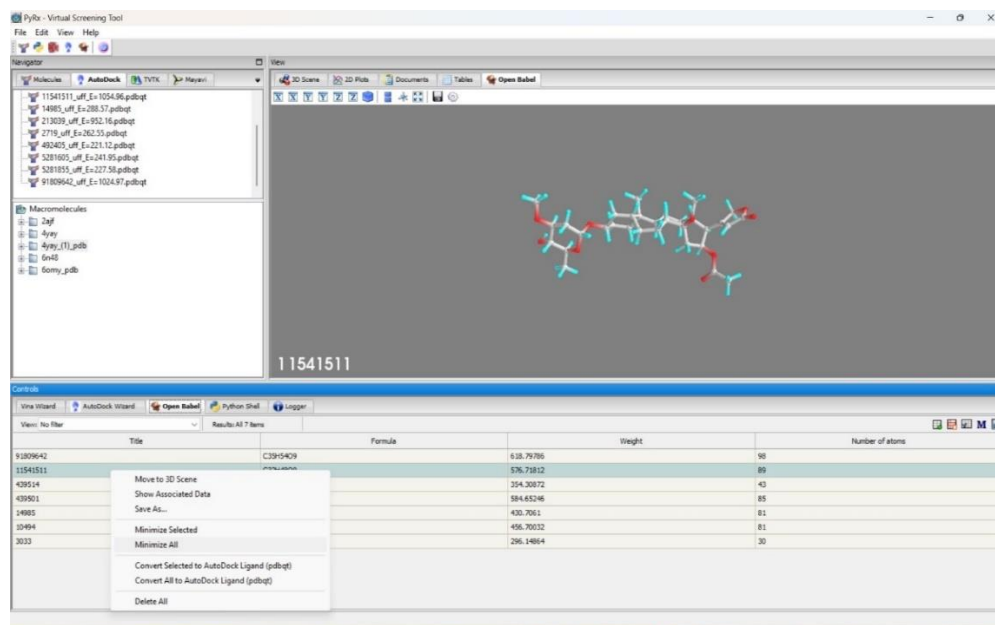 PyRx - Virtual Screening Tool
File Edit View Help
Navigator
View
Molecules AutoDock TVTK Mayavi
3D Scene 2D Plots Documents Tables Open Babel
11541511_uff_E=1054.96.pdbqt
14985_uff_E=288.57.pdbqt
213039_uff_E=952.16.pdbqt
2719_uff_E=262.55.pdbqt
492405_uff_E=221.12.pdbqt
5281605_uff_E=241.95.pdbqt
5281855_uff_E=227.58.pdbqt
91809642_uff_E=1024.97.pdbqt
Macromolecules
2ajf
4yay
4yay_(1)_pdb
6n48
6omy_pdb
11541511
Controls
Vina Wizard AutoDock Wizard Open Babel Python Shell Logger
View: No filter Results: All 7 items
M
Title Formula Weight Number of atoms
91809642 C35H54O9 618.79786 98
11541511 576.71812 89
439514 354.30872 43
439501 584.65246 85
14985 430.7061 81
10494 456.70032 81
3033 296.14864 30
Move to 3D Scene
Show Associated Data
Save As...
Minimize Selected
Minimize All
Convert Selected to AutoDock Ligand (pdbqt)
Convert All to AutoDock Ligand (pdbqt)
Delete All